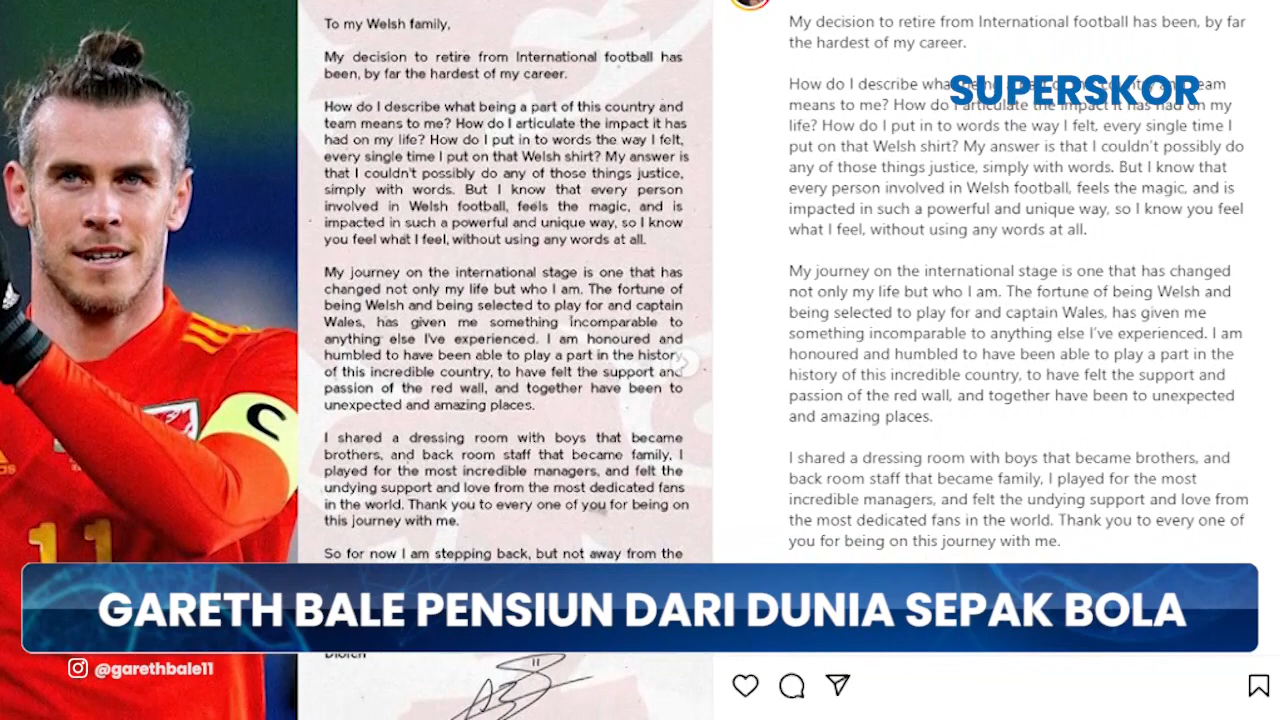 To my Welsh family,
My decision to retire from International football has
been, by far the hardest of my career.
How do I describe what being a part of this country and
team means to me? How do I articulate the impact it has
had on my life? How do I put in to words the way I felt,
every single time I put on that Welsh shirt? My answer is
that I couldn't possibly do any of those things justice,
simply with words. But I know that every person
involved in Welsh football, feels the magic, and is
impacted in such a powerful and unique way, so I know
you feel what I feel, without using any words at all.
My journey on the international stage is one that has
changed not only my life but who I am. The fortune of
being Welsh and being selected to play for and captain
Wales, has given me something incomparable to
anything else I've experienced. I am honoured and
humbled to have been able to play a part in the history
of this incredible country, to have felt the support and
passion of the red wall, and together have been to
unexpected and amazing places.
I shared a dressing room with boys that became
brothers, and back room staff that became family, I
played for the most incredible managers, and felt the
undying support and love from the most dedicated fans
in the world. Thank you to every one of you for being on
this journey with me.
So for now I am stepping back, but not away from the
My decision to retire from International football has been, by far
the hardest of my career.
SUPERSKOR
How do I describe what being country and team
means to me? How do I articulate the impact it has had on my
life? How do I put in to words the way I felt, every single time I
put on that Welsh shirt? My answer is that I couldn't possibly do
any of those things justice, simply with words. But I know that
every person involved in Welsh football, feels the magic, and is
impacted in such a powerful and unique way, so I know you feel
what I feel, without using any words at all.
My journey on the international stage is one that has changed
not only my life but who I am. The fortune of being Welsh and
being selected to play for and captain Wales, has given me
something incomparable to anything else I've experienced. I am
honoured and humbled to have been able to play a part in the
history of this incredible country, to have felt the support and
passion of the red wall, and together have been to unexpected
and amazing places.
I shared a dressing room with boys that became brothers, and
back room staff that became family, I played for the most
incredible managers, and felt the undying support and love from
the most dedicated fans in the world. Thank you to every one of
you for being on this journey with me.
C
11
GARETH BALE PENSIUN DARI DUNIA SEPAK BOLA
@garethbale11